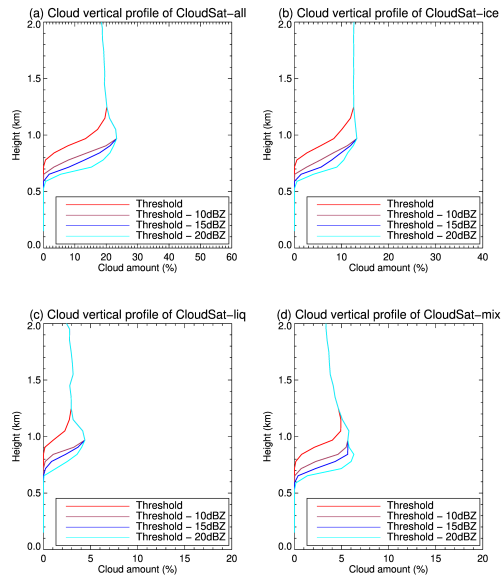 (a) Cloud vertical profile of CloudSat-all
2.0
1.5
1.0
0.5
0.0
Height (km)
Threshold
Threshold - 10dBZ
Threshold - 15dBZ
Threshold - 20dBZ
0 10 20 30 40 50 60
Cloud amount (%)
(b) Cloud vertical profile of CloudSat-ice
2.0
1.5
1.0
0.5
0.0
Height (km)
Threshold
Threshold - 10dBZ
Threshold - 15dBZ
Threshold - 20dBZ
0 10 20 30 40
Cloud amount (%)
(c) Cloud vertical profile of CloudSat-liq
2.0
1.5
1.0
0.5
0.0
Height (km)
Threshold
Threshold - 10dBZ
Threshold - 15dBZ
Threshold - 20dBZ
0 5 10 15 20
Cloud amount (%)
(d) Cloud vertical profile of CloudSat-mix
2.0
1.5
1.0
0.5
0.0
Height (km)
Threshold
Threshold - 10dBZ
Threshold - 15dBZ
Threshold - 20dBZ
0 5 10 15 20
Cloud amount (%)